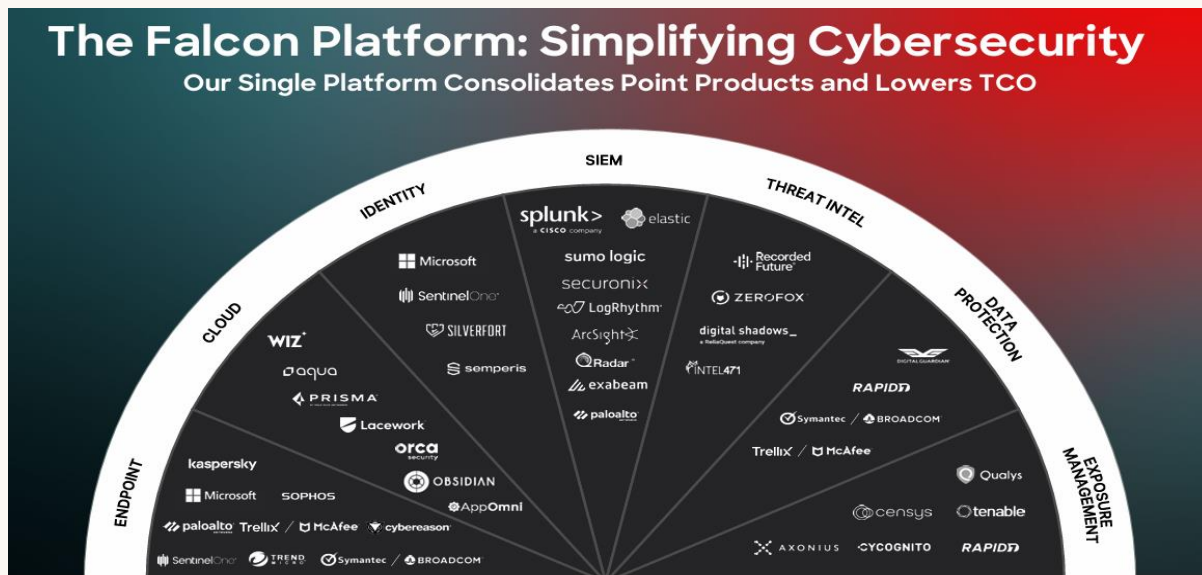 The Falcon Platform: Simplifying Cybersecurity
Our Single Platform Consolidates Point Products and Lowers TCO
ENDPOINT
kaspersky
Microsoft SOPHOS
paloalto Trellix / McAfee cybereason
SentinelOne TREND MICRO Symantec / BROADCOM
CLOUD
WIZ
aqua
PRISMA
Lacework
orca
security
OBSIDIAN
AppOmni
IDENTITY
Microsoft
SentinelOne
SILVERFORT
semperis
SIEM
splunk> elastic
a CISCO company
sumo logic
securonix
LogRhythm
ArcSight
QRadar
exabeam
paloalto
THREAT INTEL
Recorded
Future
ZEROFOX
digital shadows_
a ReliaQuest company
INTEL471
DATA
PROTECTION
DIGITAL GUARDIAN
RAPID7
Symantec / BROADCOM
Trellix / McAfee
EXPOSURE
MANAGEMENT
Qualys
censys tenable
AXONIUS CYCOGNITO RAPID7